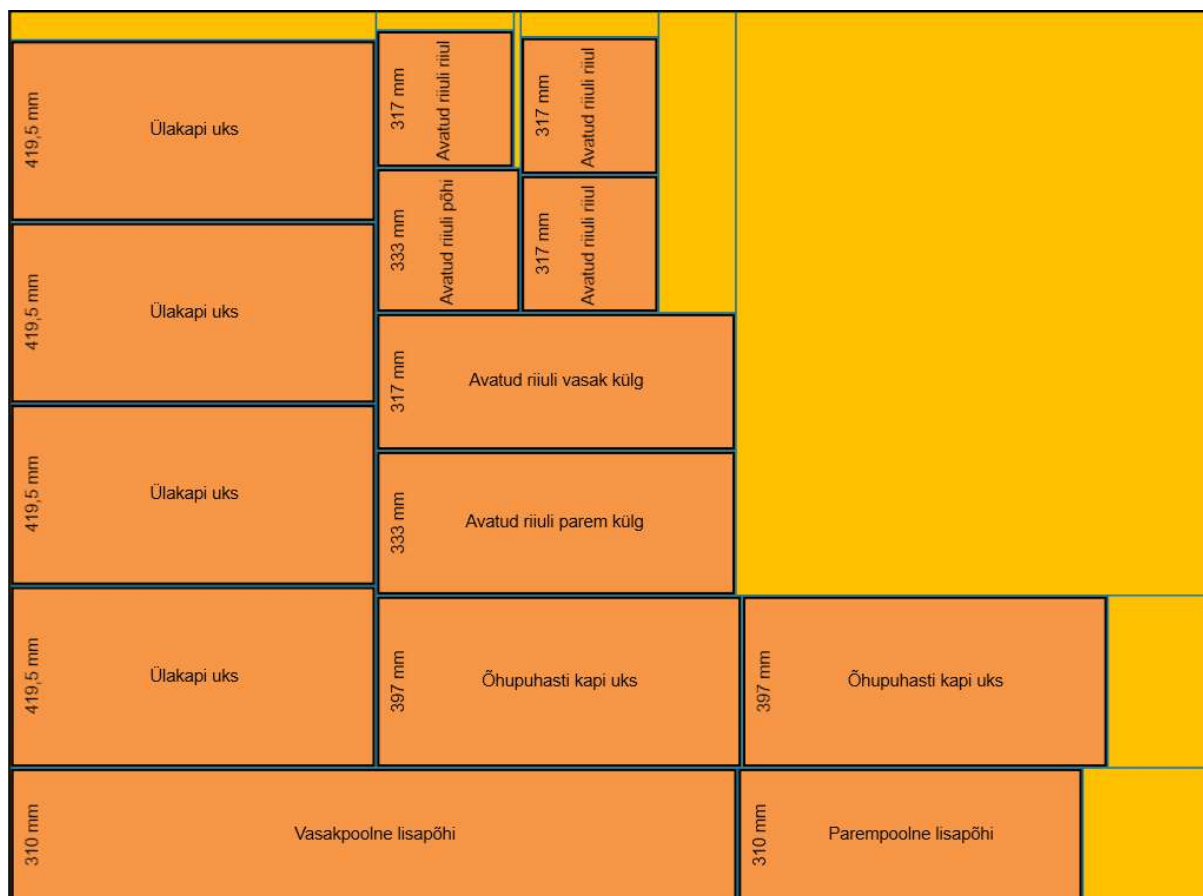 419,5 mm
Ülakapi uks
317 mm
Avatud riiuli riiul
317 mm
Avatud riiuli riiul
333 mm
Avatud riiuli põhi
317 mm
Avatud riiuli riiul
419,5 mm
Ülakapi uks
317 mm
Avatud riiuli vasak külg
419,5 mm
Ülakapi uks
333 mm
Avatud riiuli parem külg
419,5 mm
Ülakapi uks
397 mm
Õhupuhasti kapi uks
397 mm
Õhupuhasti kapi uks
310 mm
Vasakpoolne lisapõhi
310 mm
Parempoolne lisapõhi